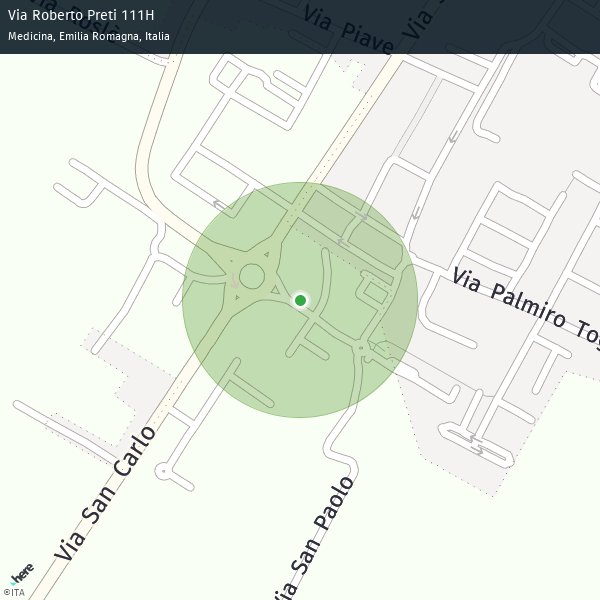 Via Roberto Preti 111H
Medicina, Emilia Romagna, Italia
Via Piave
Via S
Via Palmiro Tog
Via San Carlo
Via San Paolo
here
©ITA